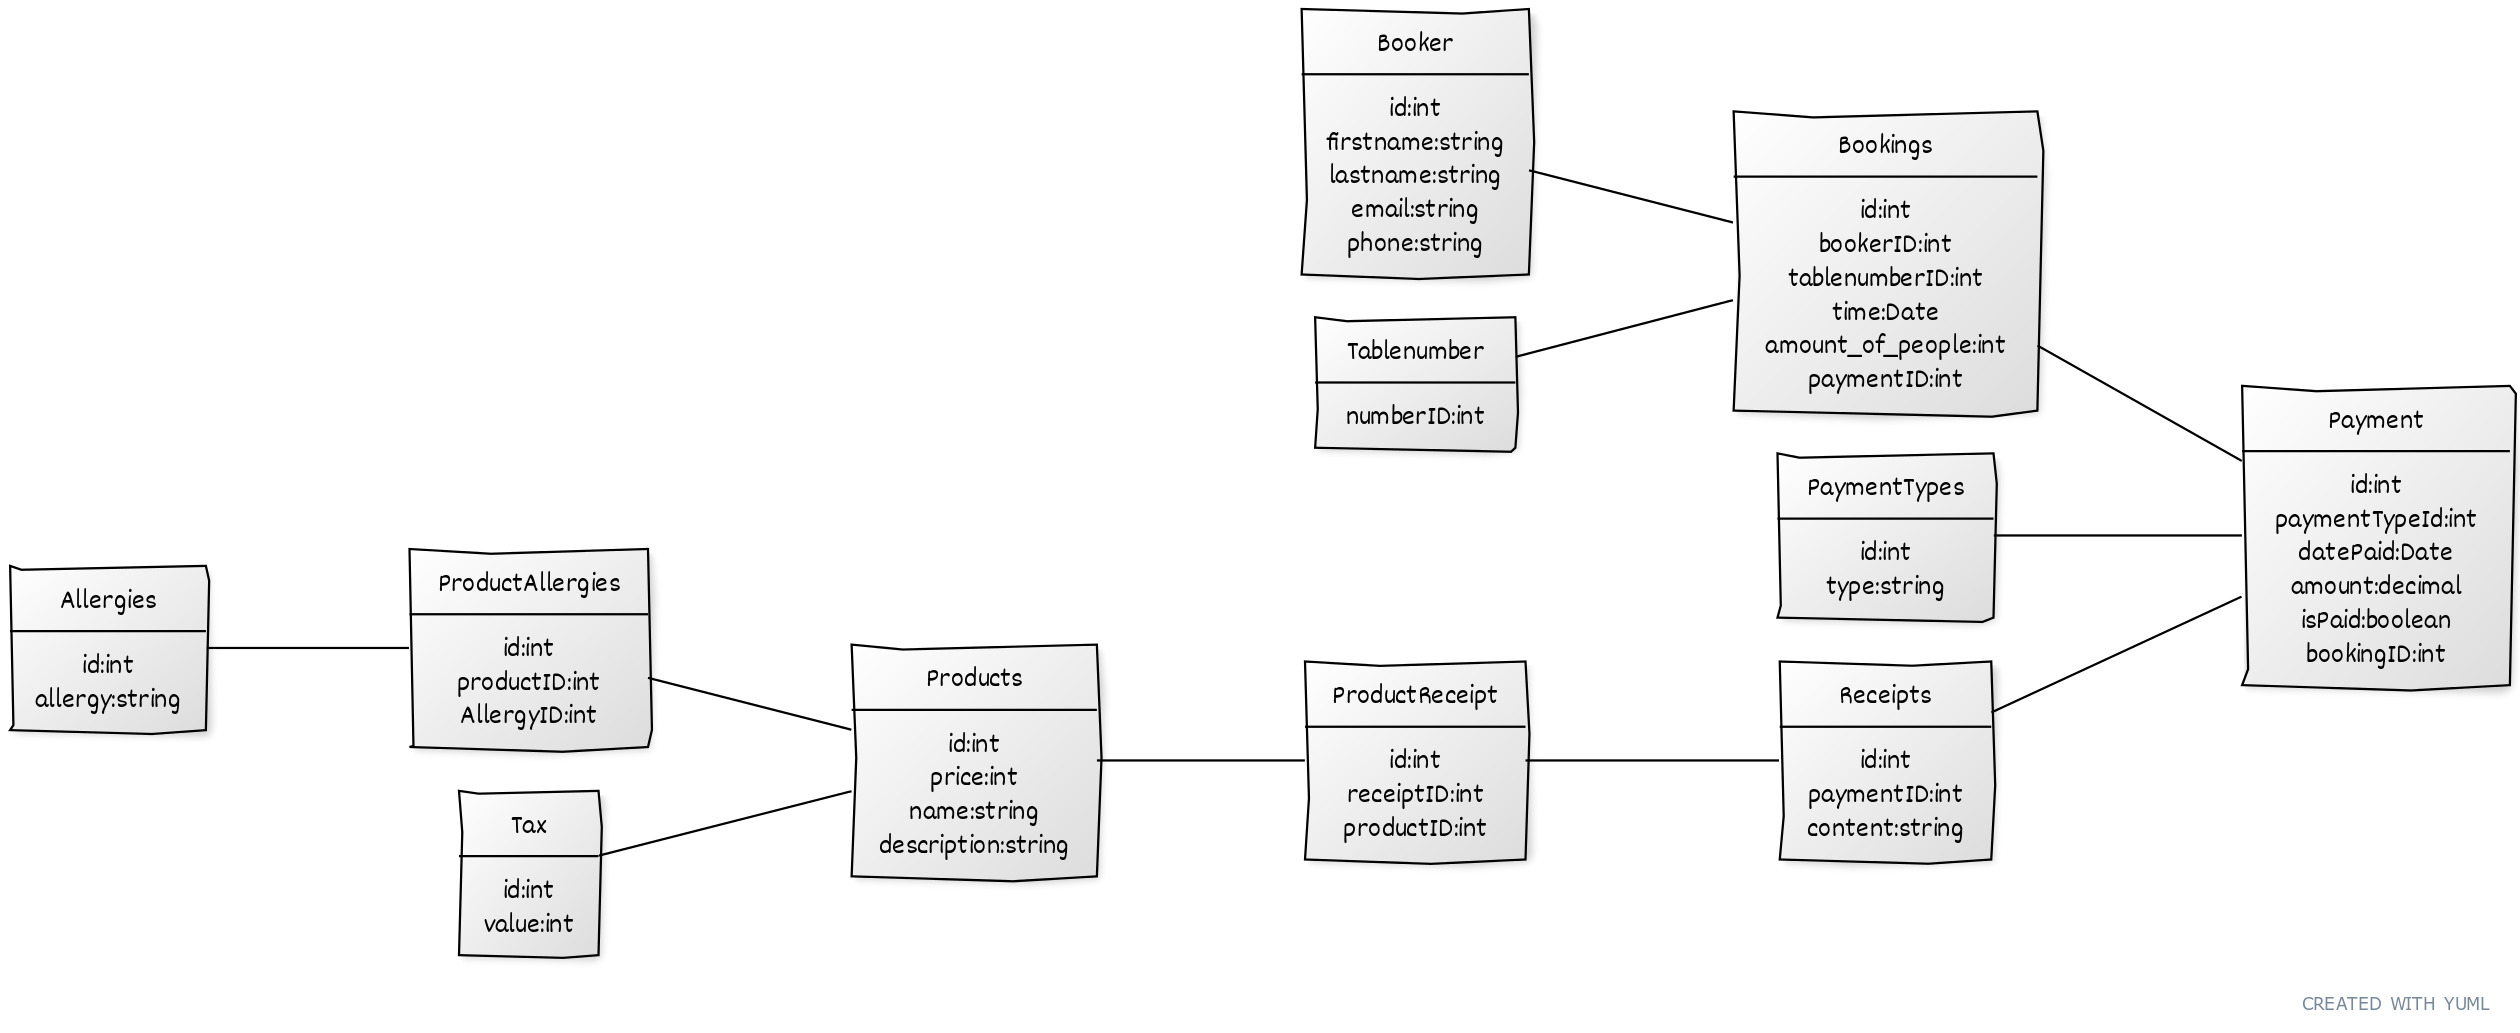 Booker
id:int
firstname:string
lastname:string
email:string
phone:string
Bookings
id:int
bookerID:int
tablenumberID:int
time:Date
amount_of_people:int
paymentID:int
Tablenumber
numberID:int
Payment
id:int
paymentTypeId:int
datePaid:Date
amount:decimal
isPaid:boolean
bookingID:int
PaymentTypes
id:int
type:string
Allergies
id:int
allergy:string
ProductAllergies
id:int
productID:int
AllergyID:int
Products
id:int
price:int
name:string
description:string
ProductReceipt
id:int
receiptID:int
productID:int
Receipts
id:int
paymentID:int
content:string
Tax
id:int
value:int
CREATED WITH YUML